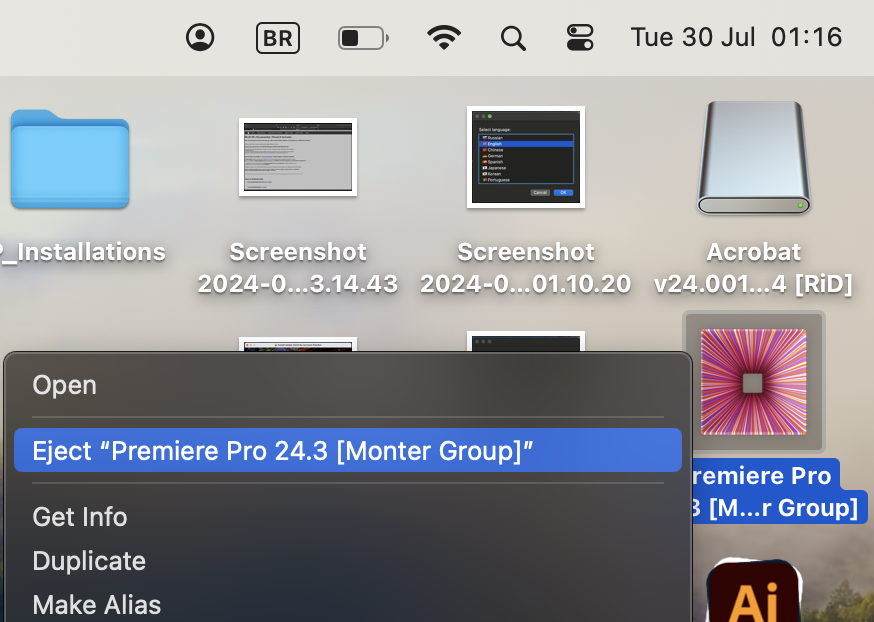 BR
Tue 30 Jul 01:16
P_Installations
Screenshot
2024-0...3.14.43
Screenshot
2024-0...01.10.20
Acrobat
v24.001...4 [RiD]
Select language:
Russian
English
Chinese
German
Spanish
Japanese
Korean
Portuguese
Cancel
OK
Open
Eject “Premiere Pro 24.3 [Monter Group]”
Get Info
Duplicate
Make Alias
remiere Pro
3 [M...r Group]
Ai